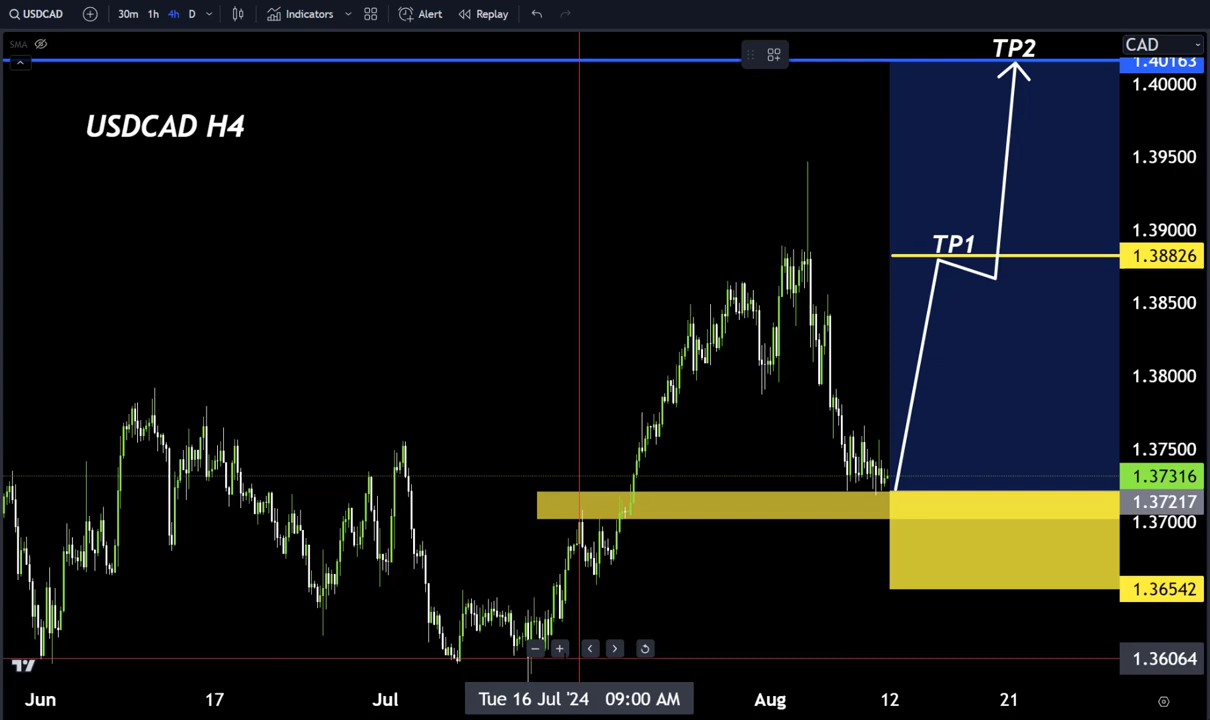 USDCAD 30m 1h 4h D Indicators Alert Replay
SMA
CAD
TP2
1.40163
1.40000
USDCAD H4
1.39500
1.39000
TP1
1.38826
1.38500
1.38000
1.37500
1.37316
1.37217
1.37000
1.36542
1.36064
Jun 17 Jul Tue 16 Jul '24 09:00 AM Aug 12 21